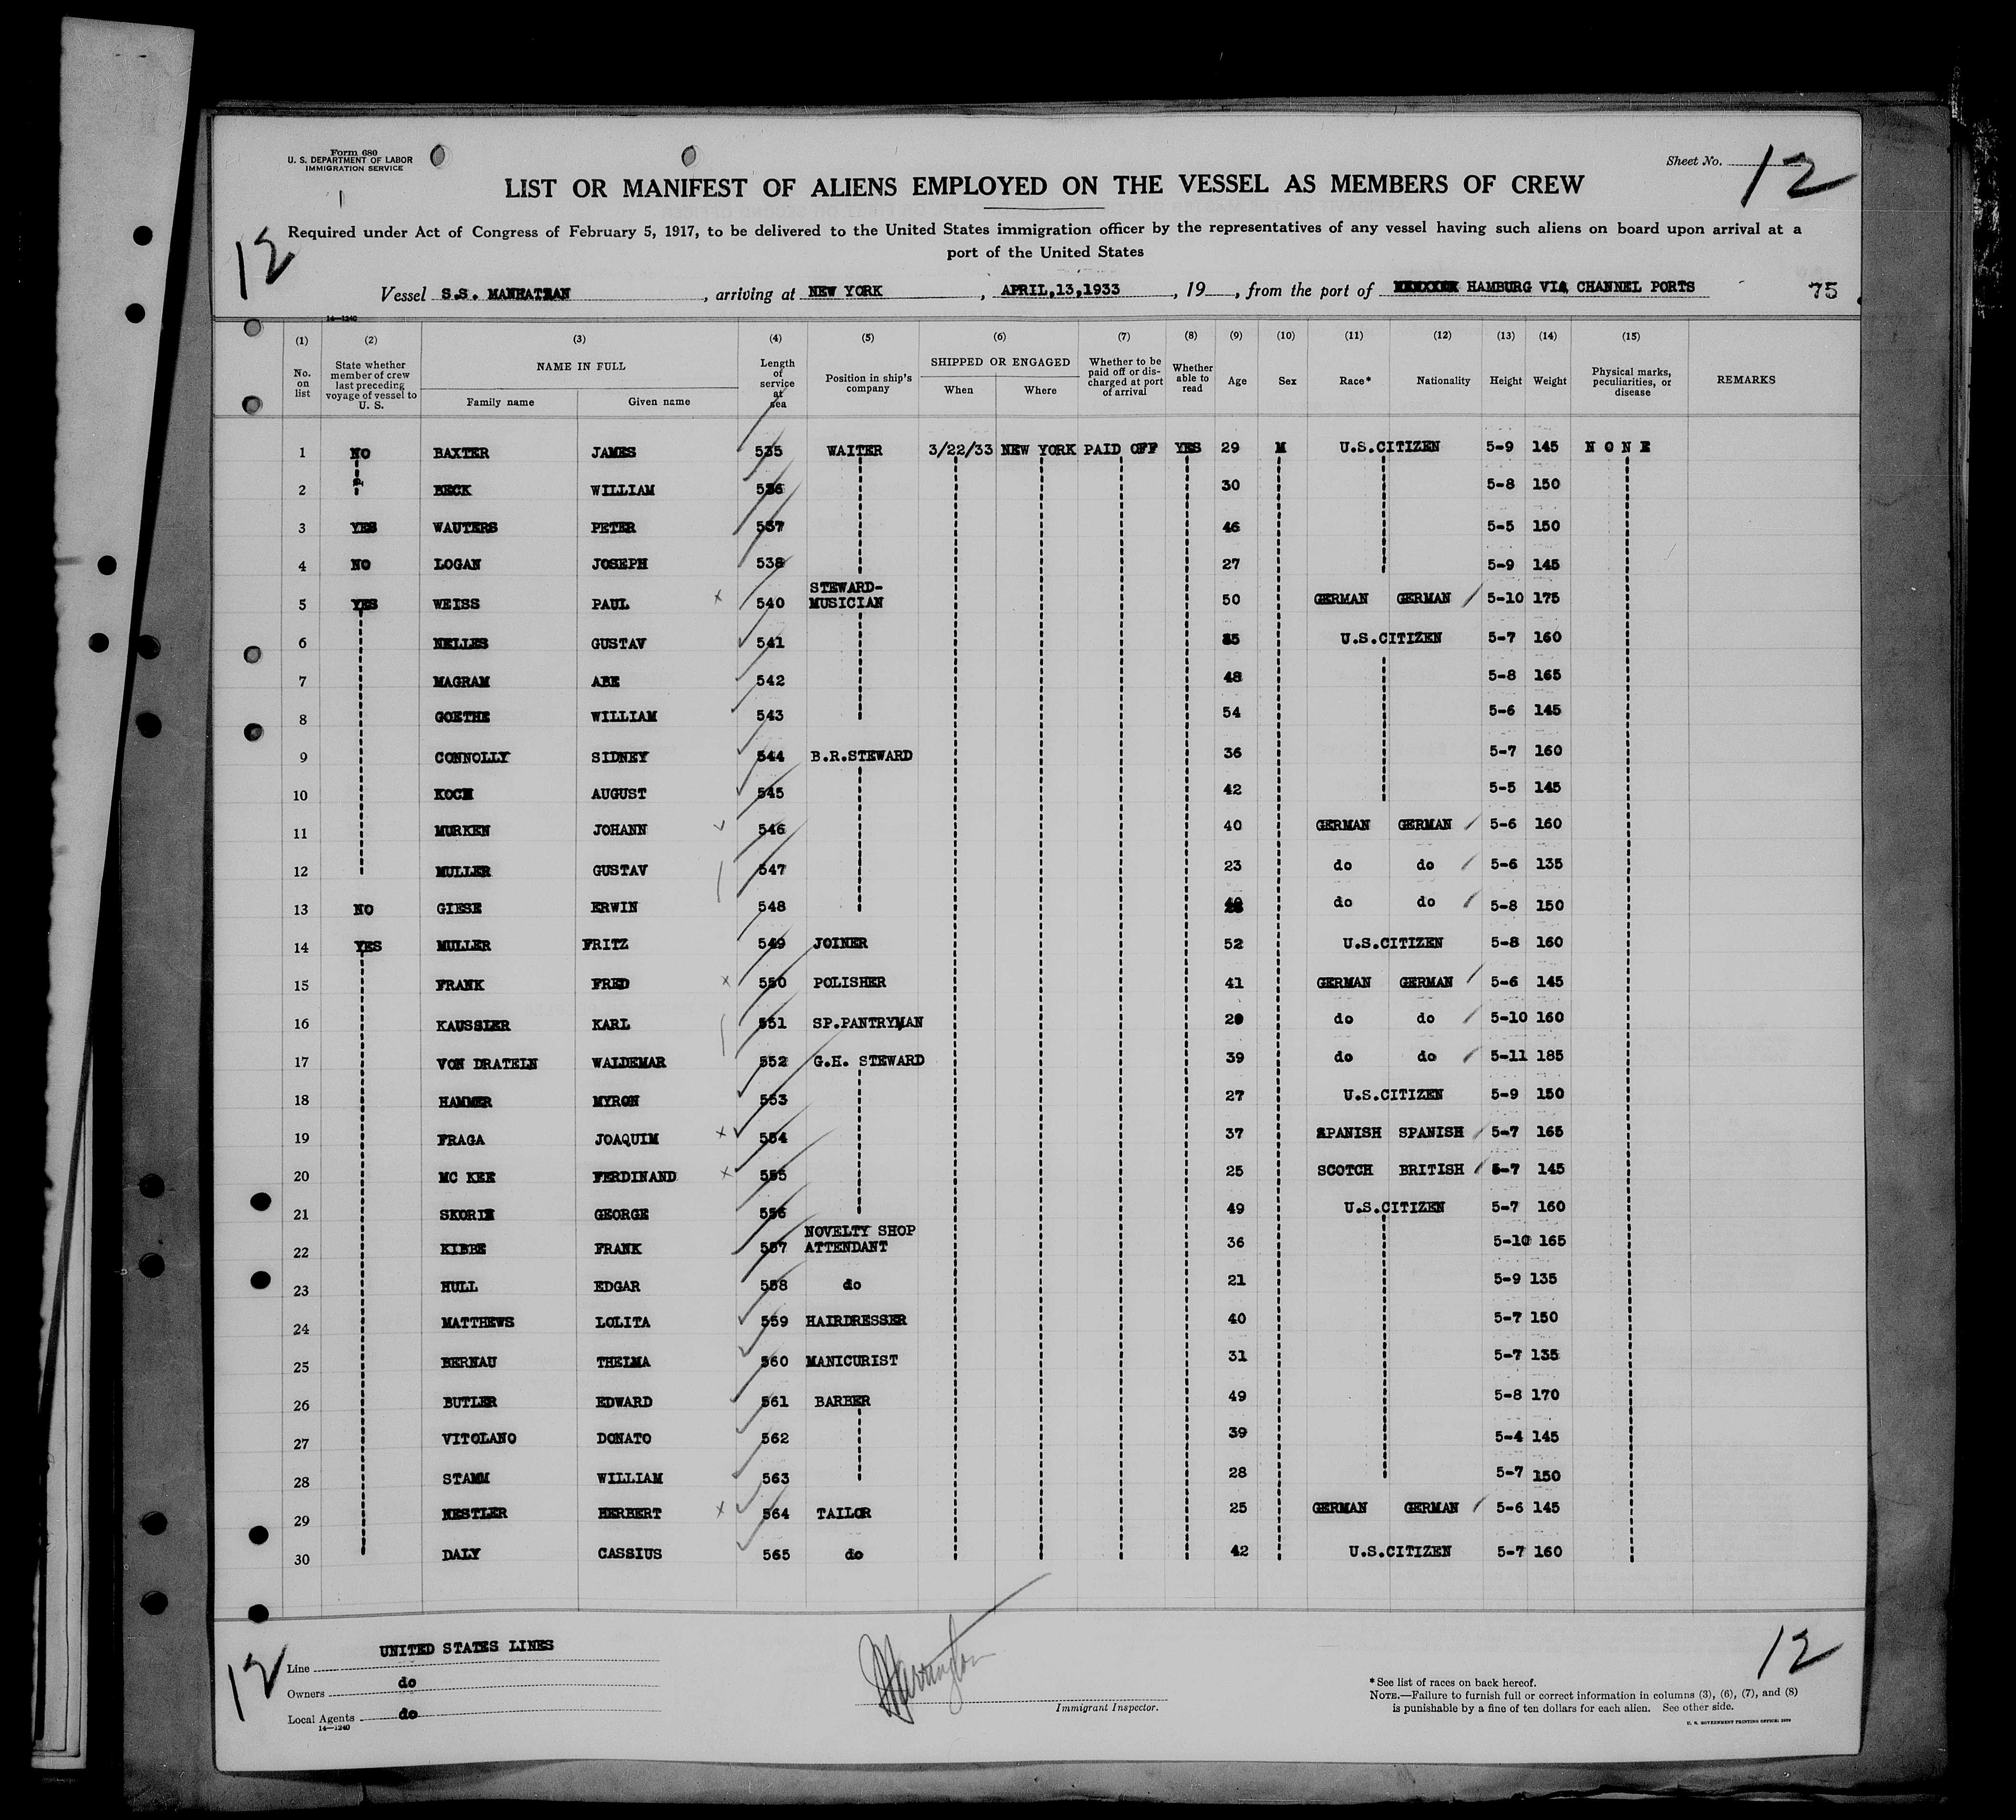 Form 680
U. S. DEPARTMENT OF LABOR
IMMIGRATION SERVICE
Sheet No. 12
LIST OR MANIFEST OF ALIENS EMPLOYED ON THE VESSEL AS MEMBERS OF CREW
12
Required under Act of Congress of February 5, 1917, to be delivered to the United States immigration officer by the representatives of any vessel having such aliens on board upon arrival at a
port of the United States
Vessel S.S. MANHATTAN, arriving at NEW YORK, APRIL,13,1933, 19, from the port of HAMBURG VIA CHANNEL PORTS 75
14—1240
(1) (2) (3) (4) (5) (6) (7) (8) (9) (10) (11) (12) (13) (14) (15)
No. on list State whether member of crew last preceding voyage of vessel to U. S. NAME IN FULL Family name Given name Length of service at sea Position in ship's company SHIPPED OR ENGAGED When Where Whether to be paid off or discharged at port of arrival Whether able to read Age Sex Race* Nationality Height Weight Physical marks, peculiarities, or disease REMARKS
1 NO BAXTER JAMES 535 WAITER 3/22/33 NEW YORK PAID OFF YES 29 M U.S.CITIZEN 5-9 145 NONE
2 BECK WILLIAM 536 30 5-8 150
3 YES WAUTERS PETER 537 46 5-5 150
4 NO LOGAN JOSEPH 538 27 5-9 145
5 YES WEISS PAUL 540 STEWARD-MUSICIAN 50 GERMAN GERMAN 5-10 175
6 NELLES GUSTAV 541 35 U.S.CITIZEN 5-7 160
7 MAGRAM ABE 542 48 5-8 165
8 GOETHE WILLIAM 543 54 5-6 145
9 CONNOLLY SIDNEY 544 B.R.STEWARD 36 5-7 160
10 KOCH AUGUST 545 42 5-5 145
11 MURKEN JOHANN 546 40 GERMAN GERMAN 5-6 160
12 MULLER GUSTAV 547 23 do do 5-6 135
13 NO GIESE ERWIN 548 do do 5-8 150
14 YES MULLER FRITZ 549 JOINER 52 U.S.CITIZEN 5-8 160
15 FRANK FRED 550 POLISHER 41 GERMAN GERMAN 5-6 145
16 KAUSSLER KARL 551 SP.PANTRYMAN do do 5-10 160
17 VON DRATELN WALDEMAR 552 G.H. STEWARD 39 do do 5-11 185
18 HAMMER MYRON 553 27 U.S.CITIZEN 5-9 150
19 FRAGA JOAQUIM 554 37 SPANISH SPANISH 5-7 165
20 MC KEE FERDINAND 555 25 SCOTCH BRITISH 5-7 145
21 GEORGE 556 49 U.S.CITIZEN 5-7 160
22 KIBBE FRANK 557 NOVELTY SHOP ATTENDANT 36 5-10 165
23 HULL EDGAR 558 do 21 5-9 135
24 MATTHEWS LOLITA 559 HAIRDRESSER 40 5-7 150
25 BERNAU THELMA 560 MANICURIST 31 5-7 135
26 BUTLER EDWARD 561 BARBER 49 5-8 170
27 VITOLANO DONATO 562 39 5-4 145
28 STAMM WILLIAM 563 28 5-7 150
29 NESTLER HERBERT 564 TAILOR 25 GERMAN GERMAN 5-6 145
30 DALY CASSIUS 565 do 42 U.S.CITIZEN 5-7 160
12
Line UNITED STATES LINES
Owners do
Local Agents do
14—1240
Harrington
Immigrant Inspector.
12
* See list of races on back hereof.
NOTE.—Failure to furnish full or correct information in columns (3), (6), (7), and (8)
is punishable by a fine of ten dollars for each alien. See other side.